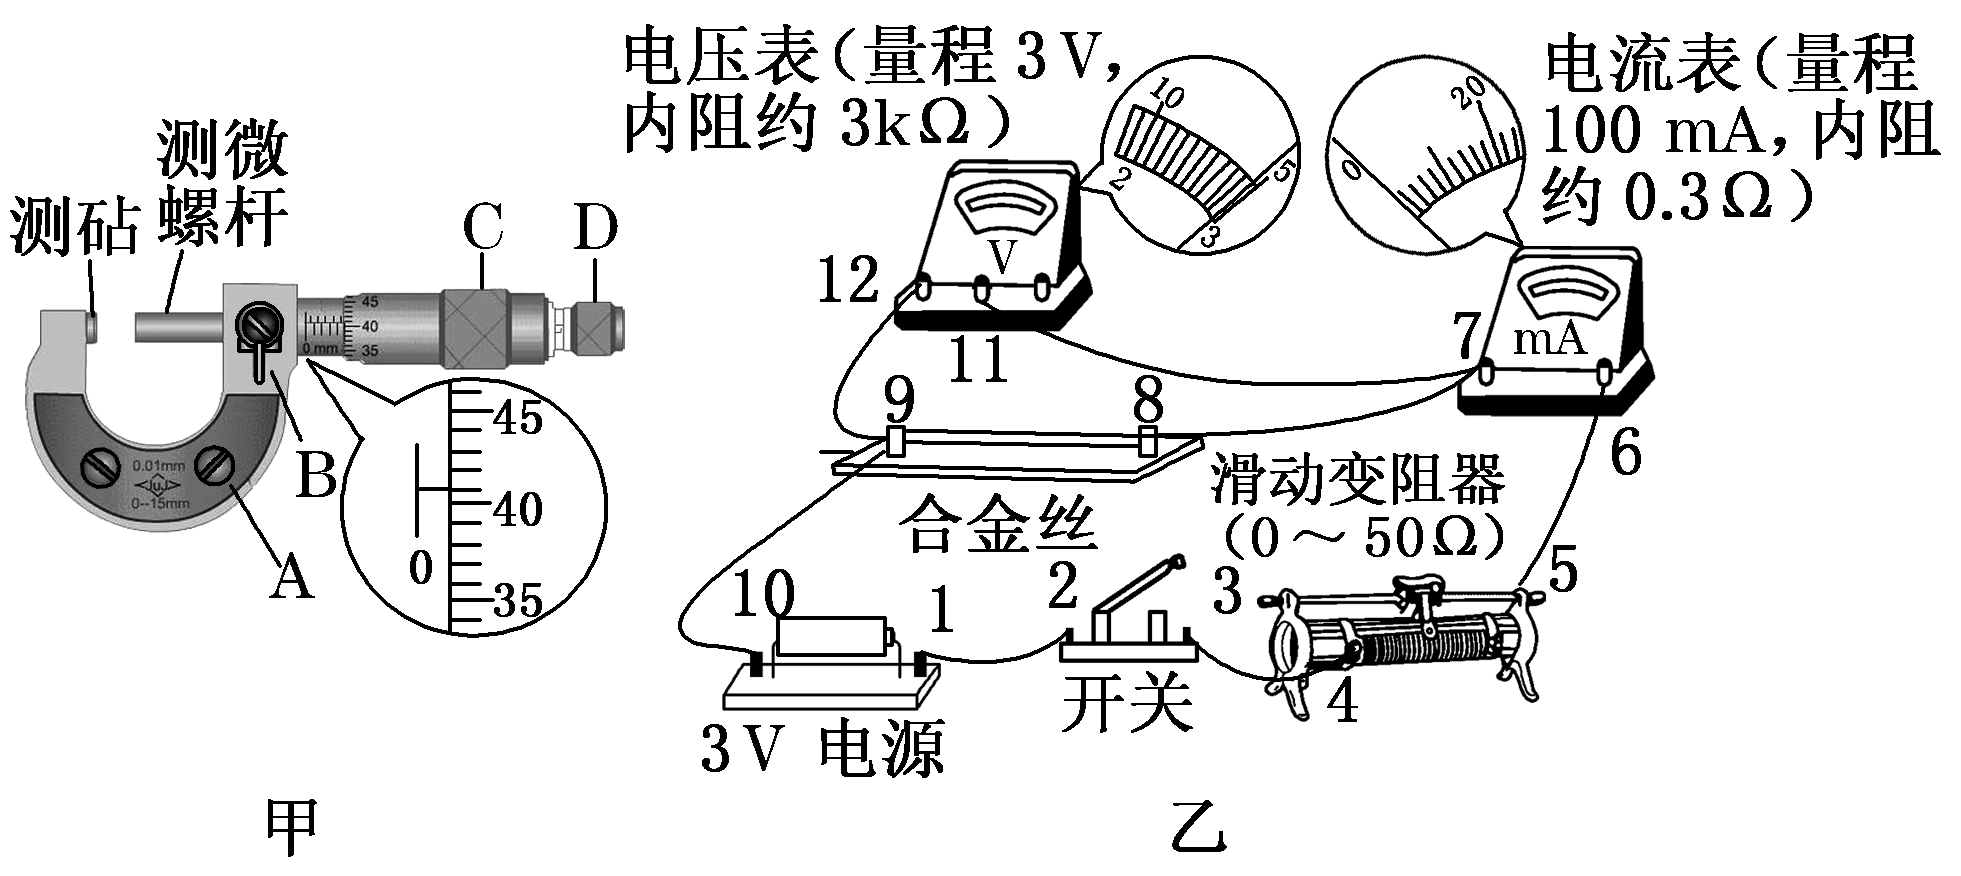 测砧
测微
螺杆
C
D
45
40
35
0 mm
B
A
0.01mm
0--15mm
45
40
35
0
甲
电压表（量程 3 V，
内阻约 3kΩ）
10
2
3
5
电流表（量程
100 mA，内阻
约 0.3Ω）
0
20
V
mA
12
11
7
6
9
8
合金丝
滑动变阻器
（0～50Ω）
10
1
2
3
4
5
3 V 电源
开关
乙